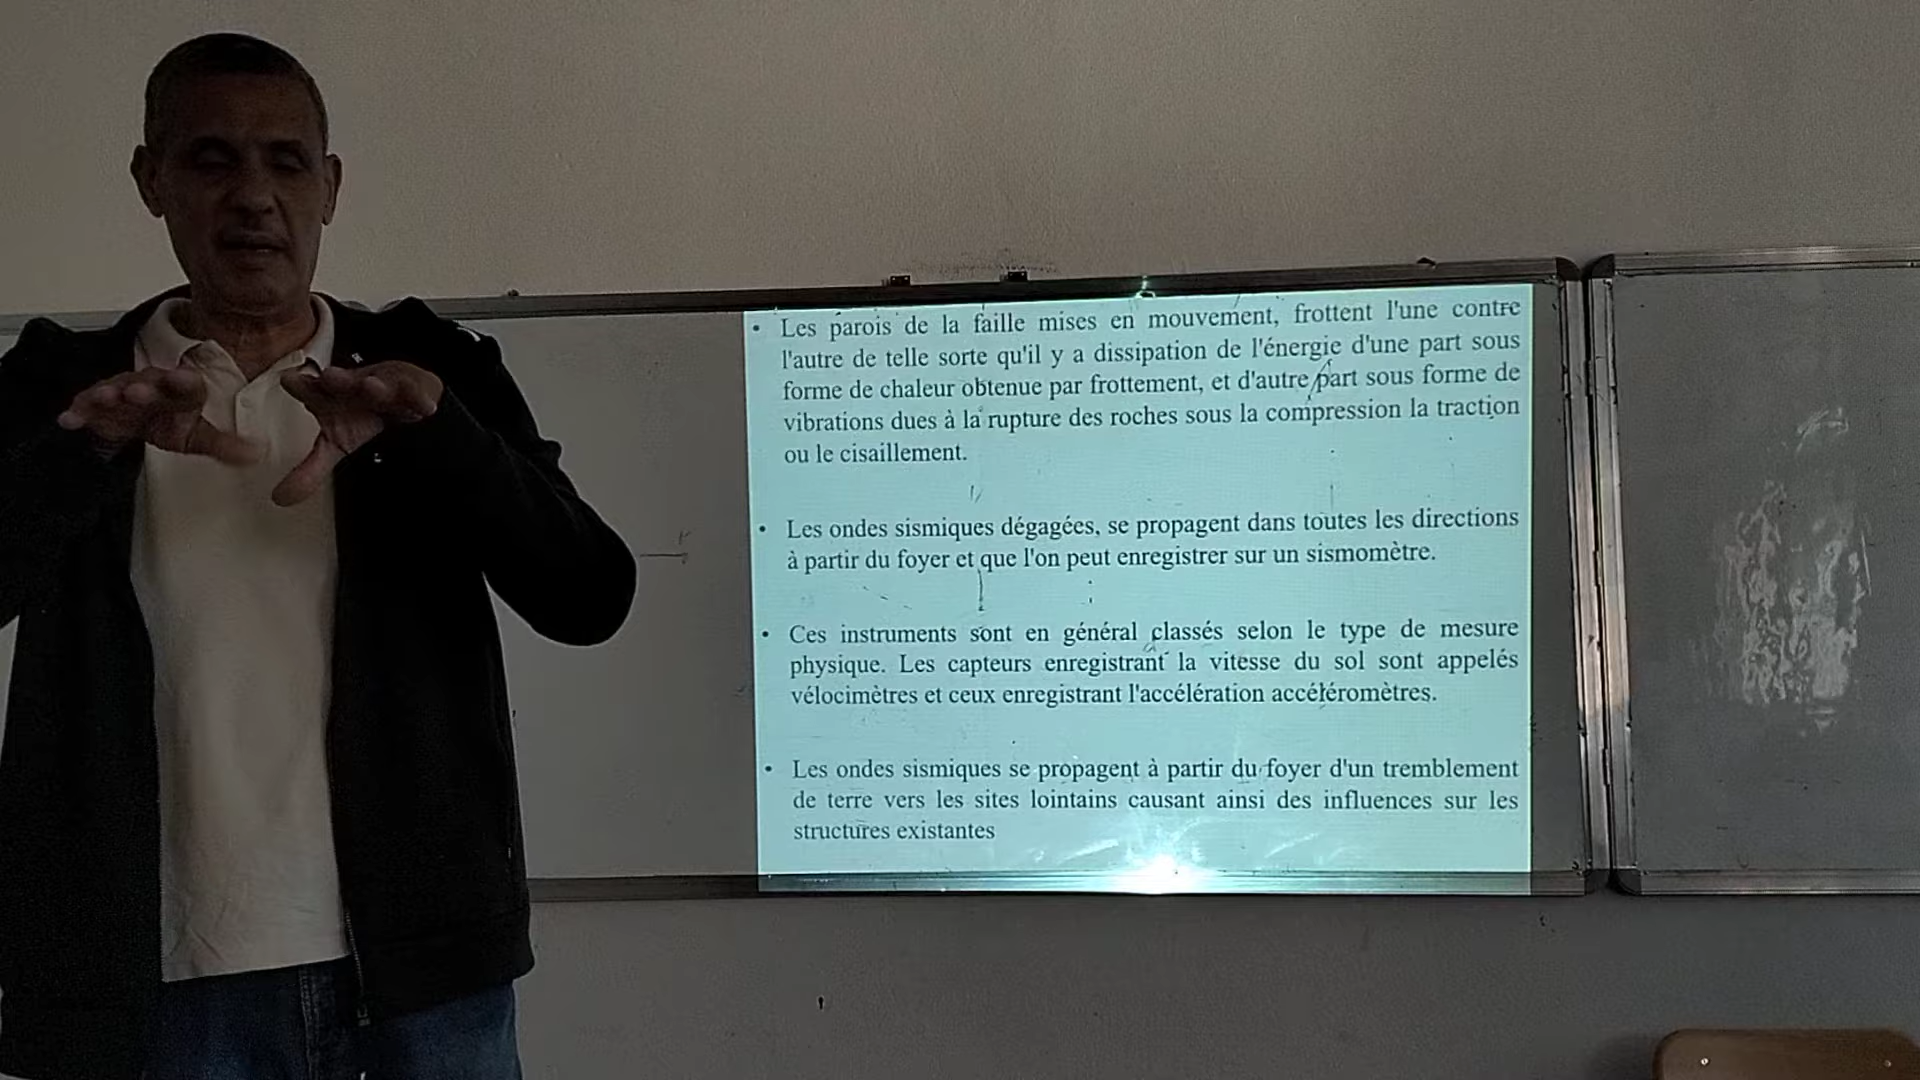 • Les parois de la faille mises en mouvement, frottent l'une contre
l'autre de telle sorte qu'il y a dissipation de l'énergie d'une part sous
forme de chaleur obtenue par frottement, et d'autre part sous forme de
vibrations dues à la rupture des roches sous la compression la traction
ou le cisaillement.
• Les ondes sismiques dégagées, se propagent dans toutes les directions
à partir du foyer et que l'on peut enregistrer sur un sismomètre.
• Ces instruments sont en général classés selon le type de mesure
physique. Les capteurs enregistrant la vitesse du sol sont appelés
vélocimètres et ceux enregistrant l'accélération accéléromètres.
• Les ondes sismiques se propagent à partir du foyer d'un tremblement
de terre vers les sites lointains causant ainsi des influences sur les
structures existantes